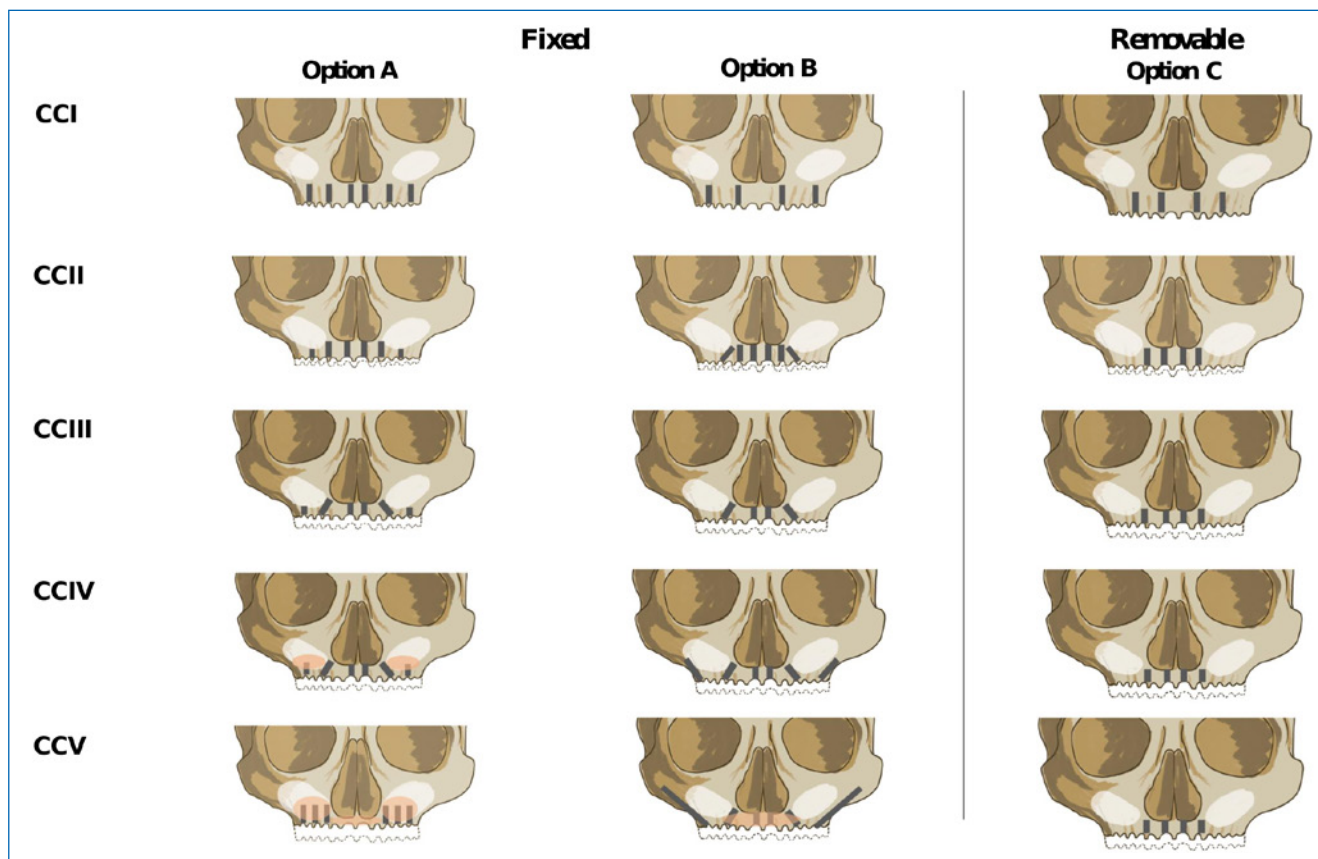 Fixed
Removable
Option A
Option B
Option C
CCI
CCII
CCIII
CCIV
CCV